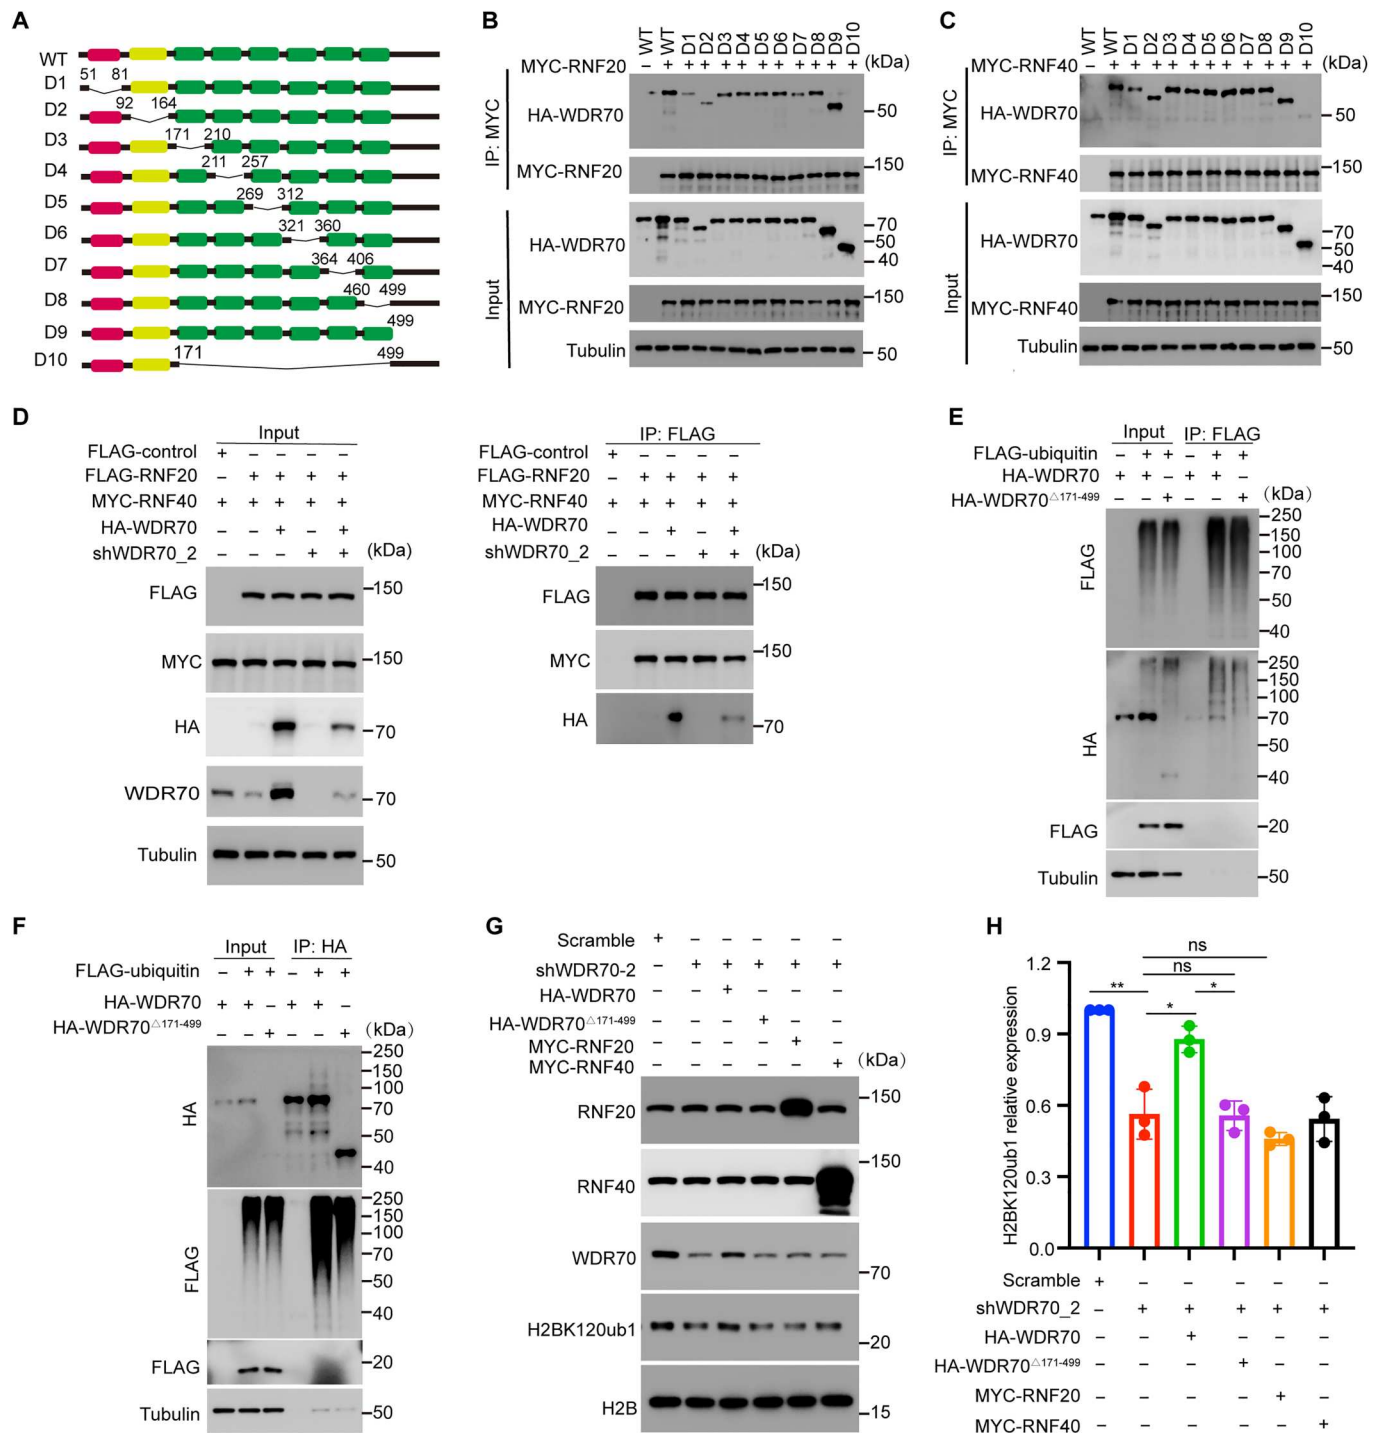 A
WT
D1 51 81
D2 92 164
D3 171 210
D4 211 257
D5 269 312
D6 321 360
D7 364 406
D8 460 499
D9 499
D10 171 499
B
WT WT D1 D2 D3 D4 D5 D6 D7 D8 D9 D10
MYC-RNF20 – + + + + + + + + + + + (kDa)
IP: MYC
HA-WDR70 50
MYC-RNF20 150
Input
HA-WDR70 70 50 40
MYC-RNF20 150
Tubulin 50
C
WT WT D1 D2 D3 D4 D5 D6 D7 D8 D9 D10
MYC-RNF40 – + + + + + + + + + + + (kDa)
IP: MYC
HA-WDR70 50
MYC-RNF40 150
Input
HA-WDR70 70 50 40
MYC-RNF40 150
Tubulin 50
D
Input
FLAG-control + – – – –
FLAG-RNF20 – + + + +
MYC-RNF40 + + + + +
HA-WDR70 – – + – +
shWDR70_2 – – – + + (kDa)
FLAG 150
MYC 150
HA 70
WDR70 70
Tubulin 50
IP: FLAG
FLAG-control + – – – –
FLAG-RNF20 – + + + +
MYC-RNF40 + + + + +
HA-WDR70 – – + – +
shWDR70_2 – – – + + (kDa)
FLAG 150
MYC 150
HA 70
E
Input IP: FLAG
FLAG-ubiquitin – + + – + +
HA-WDR70 + + – + + –
HA-WDR70△171-499 – – + – – + (kDa)
FLAG 250 150 100 70 50 40
HA 250 150 100 70 50 40
FLAG 20
Tubulin 50
F
Input IP: HA
FLAG-ubiquitin – + + – + +
HA-WDR70 + + – + + –
HA-WDR70△171-499 – – + – – + (kDa)
HA 250 150 100 70 50 40
FLAG 250 150 100 70 50 40
FLAG 20
Tubulin 50
G
Scramble + – – – – –
shWDR70-2 – + + + + +
HA-WDR70 – – + – – –
HA-WDR70△171-499 – – – + – –
MYC-RNF20 – – – – + –
MYC-RNF40 – – – – – + (kDa)
RNF20 150
RNF40 150
WDR70 70
H2BK120ub1 20
H2B 15
H
H2BK120ub1 relative expression
1.2
0.9
0.6
0.3
0.0
ns
ns
** *
*
Scramble + – – – – –
shWDR70_2 – + + + + +
HA-WDR70 – – + – – –
HA-WDR70△171-499 – – – + – –
MYC-RNF20 – – – – + –
MYC-RNF40 – – – – – +